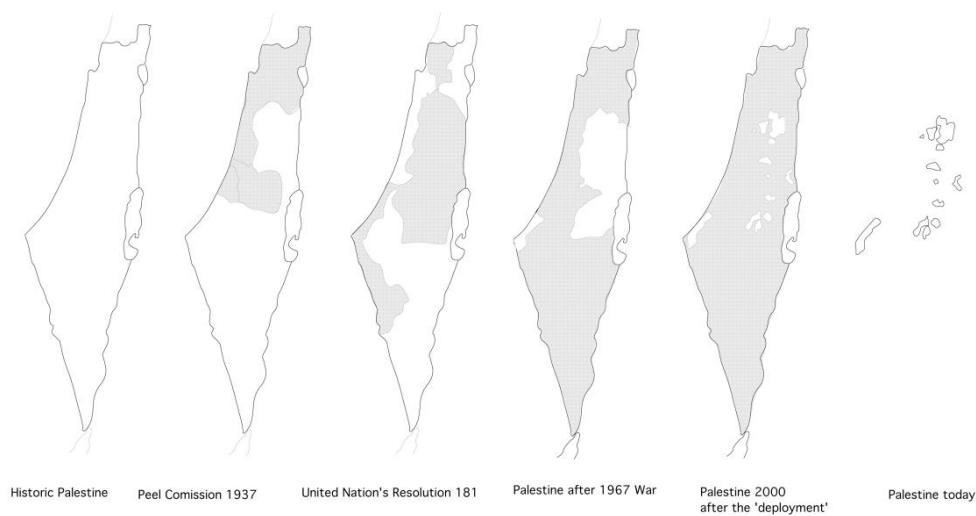 Historic Palestine
Peel Comission 1937
United Nation's Resolution 181
Palestine after 1967 War
Palestine 2000
after the 'deployment'
Palestine today